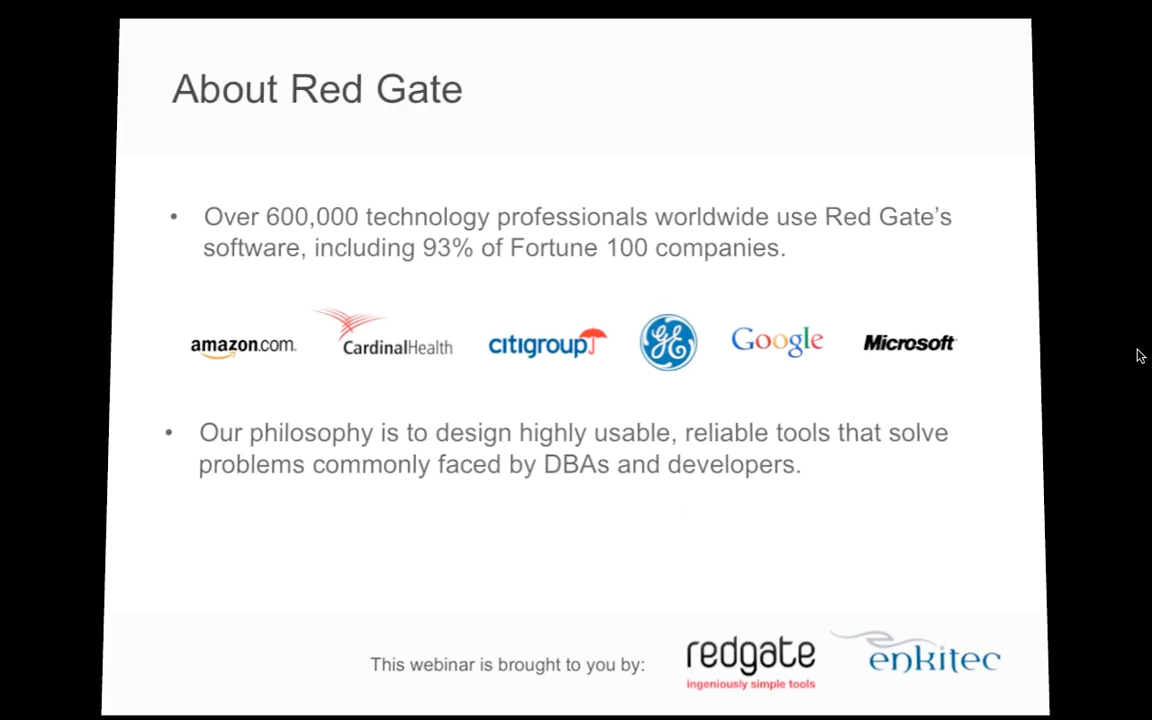 About Red Gate
• Over 600,000 technology professionals worldwide use Red Gate’s
software, including 93% of Fortune 100 companies.
amazon.com. CardinalHealth citigroup GE Google Microsoft
• Our philosophy is to design highly usable, reliable tools that solve
problems commonly faced by DBAs and developers.
This webinar is brought to you by: redgate enkitec
ingeniously simple tools